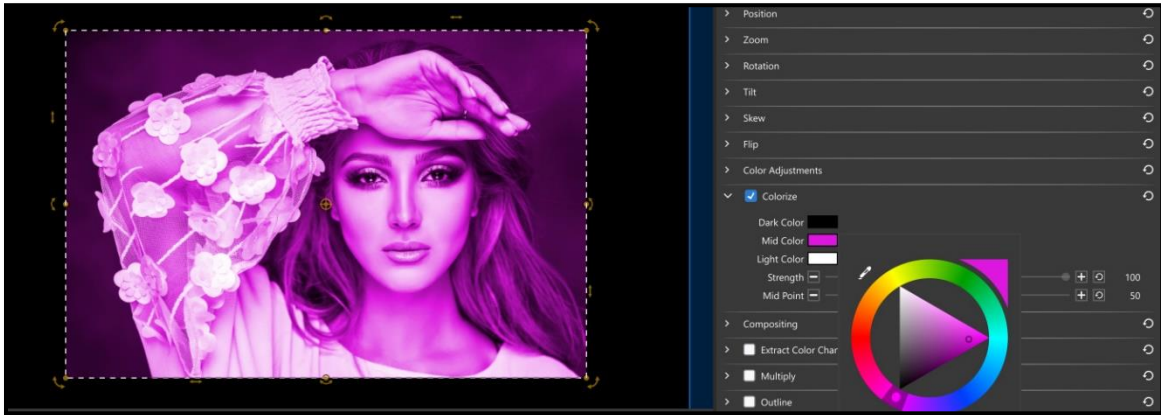 Position
Zoom
Rotation
Tilt
Skew
Flip
Color Adjustments
Colorize
Dark Color
Mid Color
Light Color
Strength 100
Mid Point 50
Compositing
Extract Color Char
Multiply
Outline